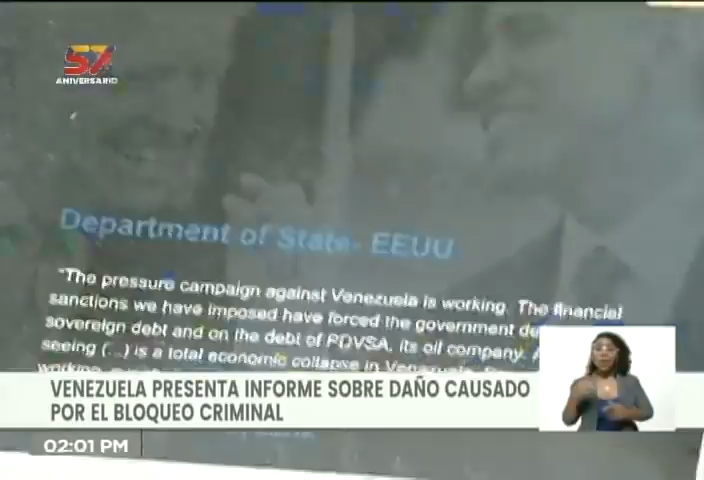 57
ANIVERSARIO
Department of State- EEUU
"The pressure campaign against Venezuela is working. The financial
sanctions we have imposed have forced the government
sovereign debt and on the debt of PDVSA, its oil company.
seeing (...) is a total economic collapse in Venezuela.
working.
VENEZUELA PRESENTA INFORME SOBRE DAÑO CAUSADO
POR EL BLOQUEO CRIMINAL
02:01 PM